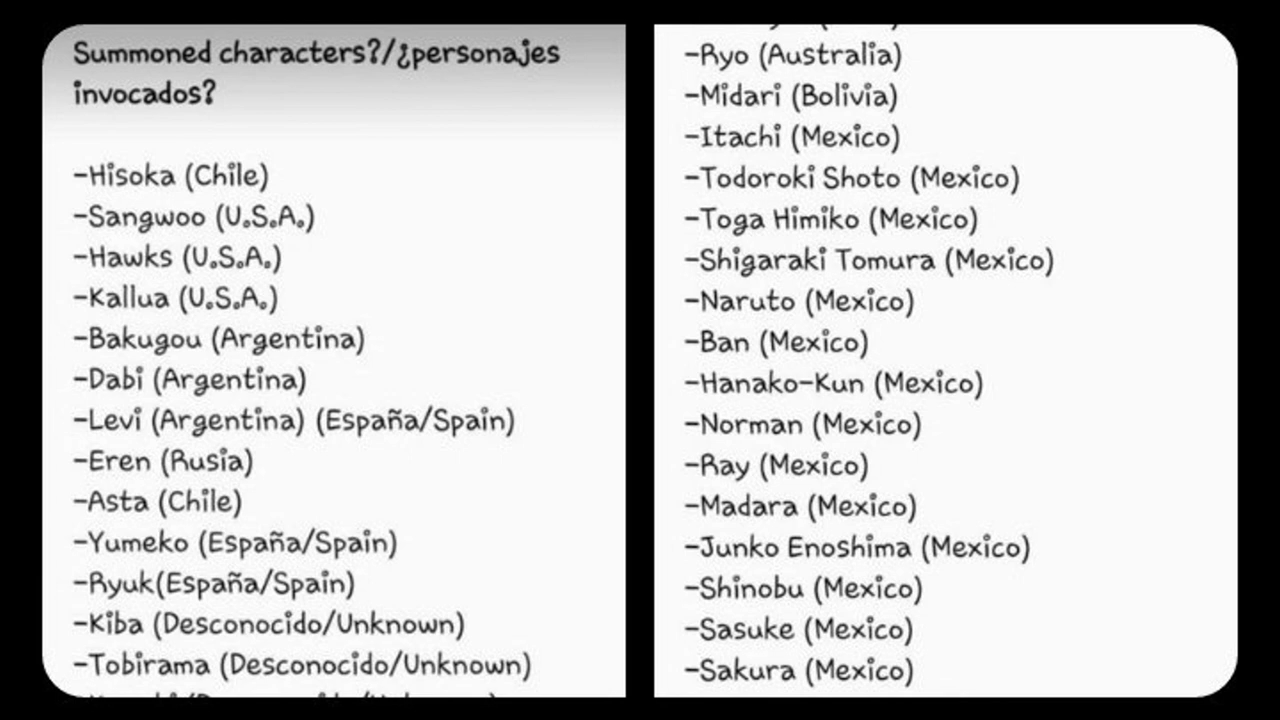 Summoned characters?/¿personajes
invocados?
-Hisoka (Chile)
-Sangwoo (U.S.A.)
-Hawks (U.S.A.)
-Kallua (U.S.A.)
-Bakugou (Argentina)
-Dabi (Argentina)
-Levi (Argentina) (España/Spain)
-Eren (Rusia)
-Asta (Chile)
-Yumeko (España/Spain)
-Ryuk(España/Spain)
-Kiba (Desconocido/Unknown)
-Tobirama (Desconocido/Unknown)
-Ryo (Australia)
-Midari (Bolivia)
-Itachi (Mexico)
-Todoroki Shoto (Mexico)
-Toga Himiko (Mexico)
-Shigaraki Tomura (Mexico)
-Naruto (Mexico)
-Ban (Mexico)
-Hanako-Kun (Mexico)
-Norman (Mexico)
-Ray (Mexico)
-Madara (Mexico)
-Junko Enoshima (Mexico)
-Shinobu (Mexico)
-Sasuke (Mexico)
-Sakura (Mexico)